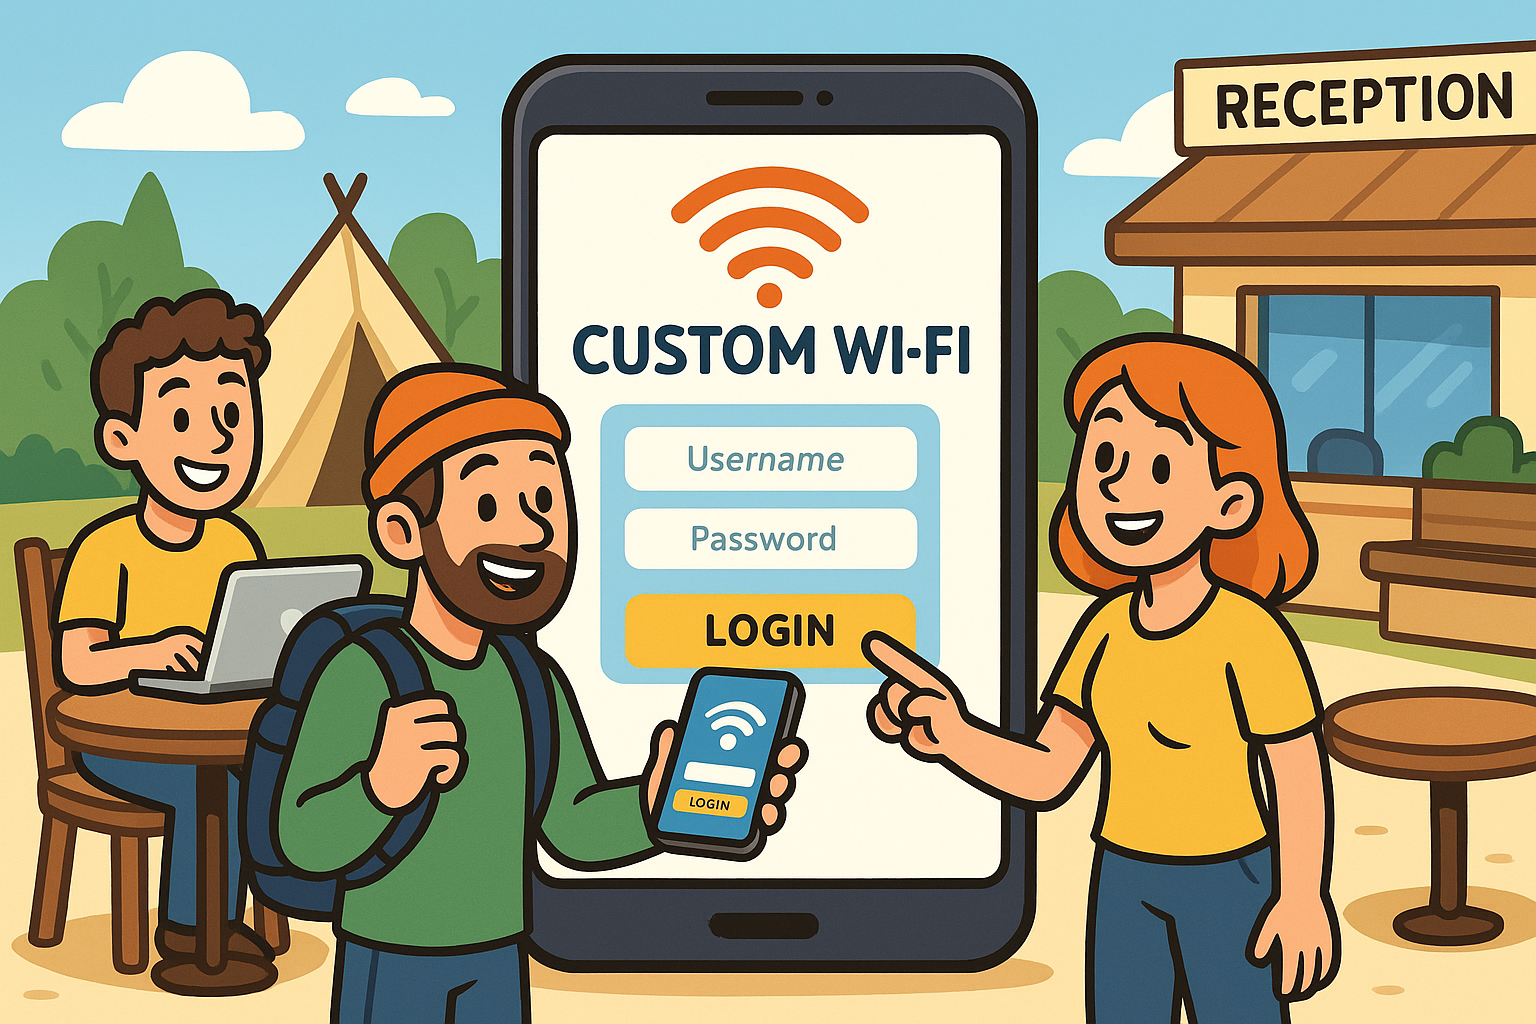 RECEPTION
CUSTOM WI-FI
Username
Password
LOGIN
LOGIN